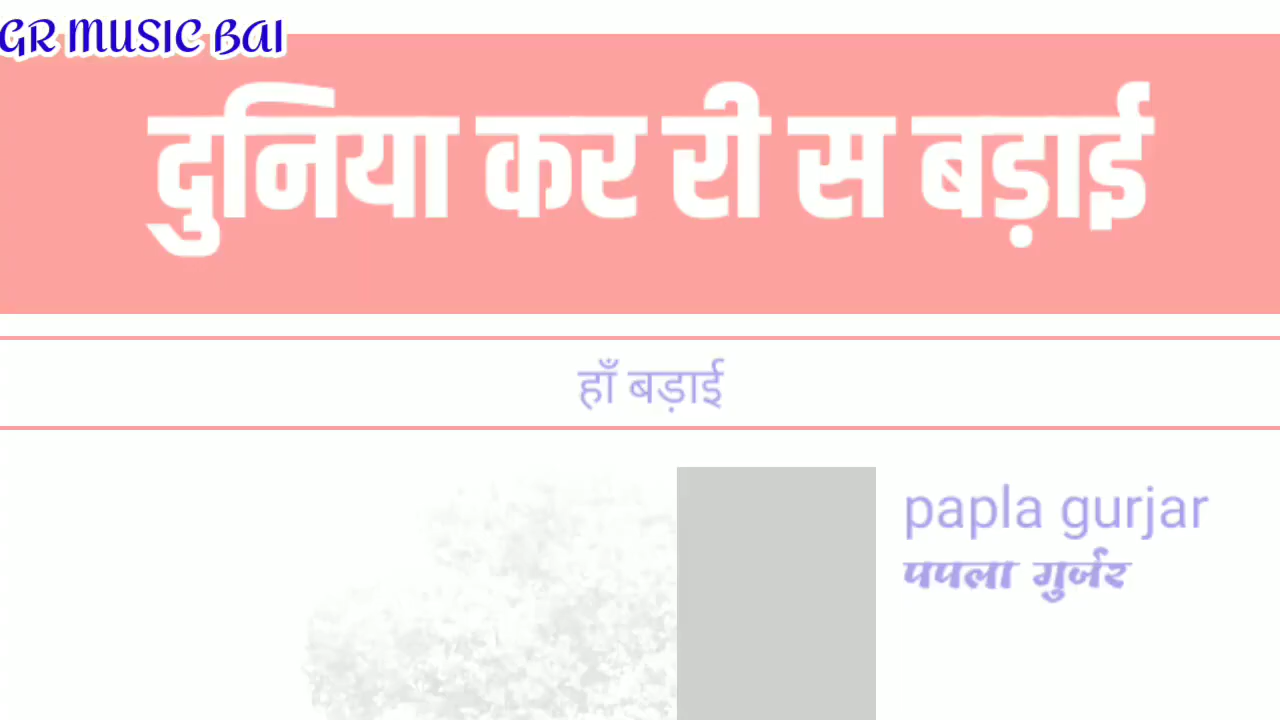 GR MUSIC BAI
दुनिया कर री स बड़ाई
हाँ बड़ाई
papla gurjar
पपला गुर्जर